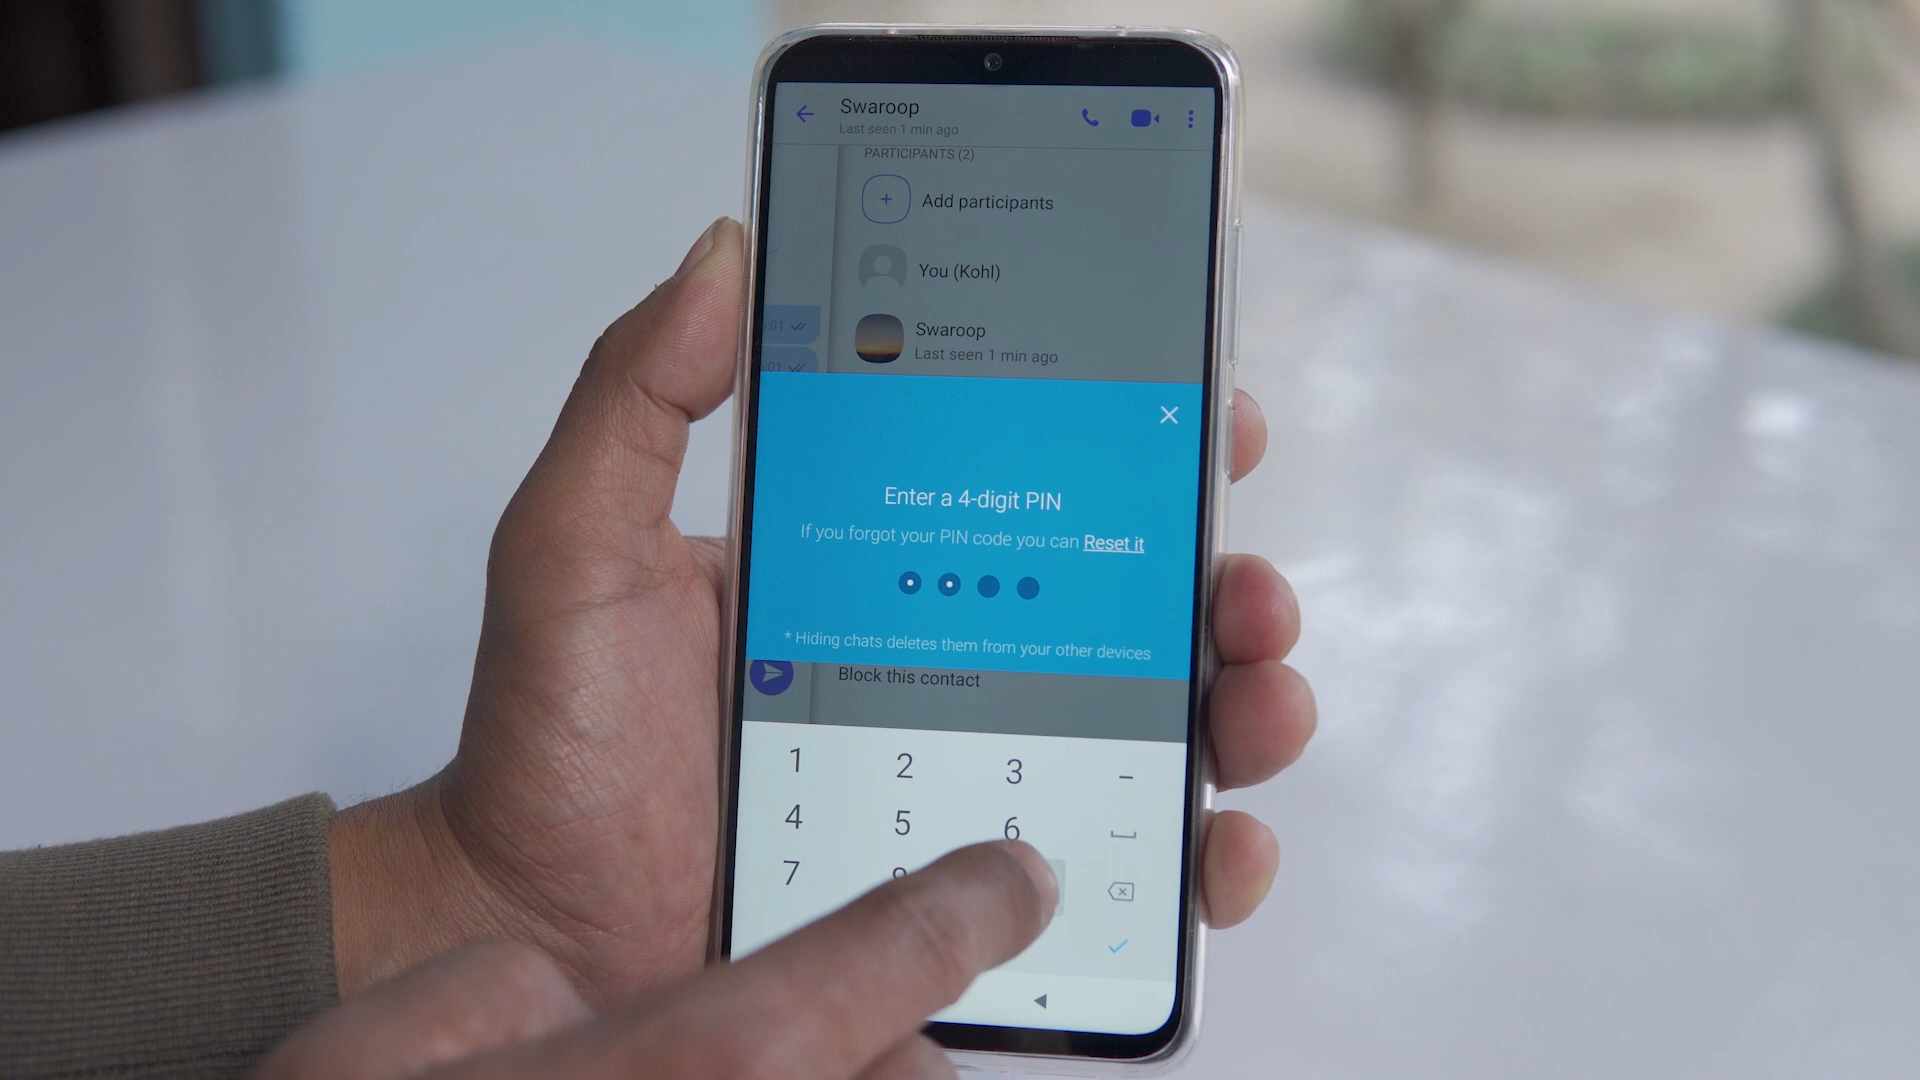 Swaroop
Last seen 1 min ago
PARTICIPANTS (2)
+
Add participants
You (Kohl)
:01
Swaroop
Last seen 1 min ago
:01
Enter a 4-digit PIN
If you forgot your PIN code you can Reset it
* Hiding chats deletes them from your other devices
Block this contact
1 2 3 –
4 5 6
7